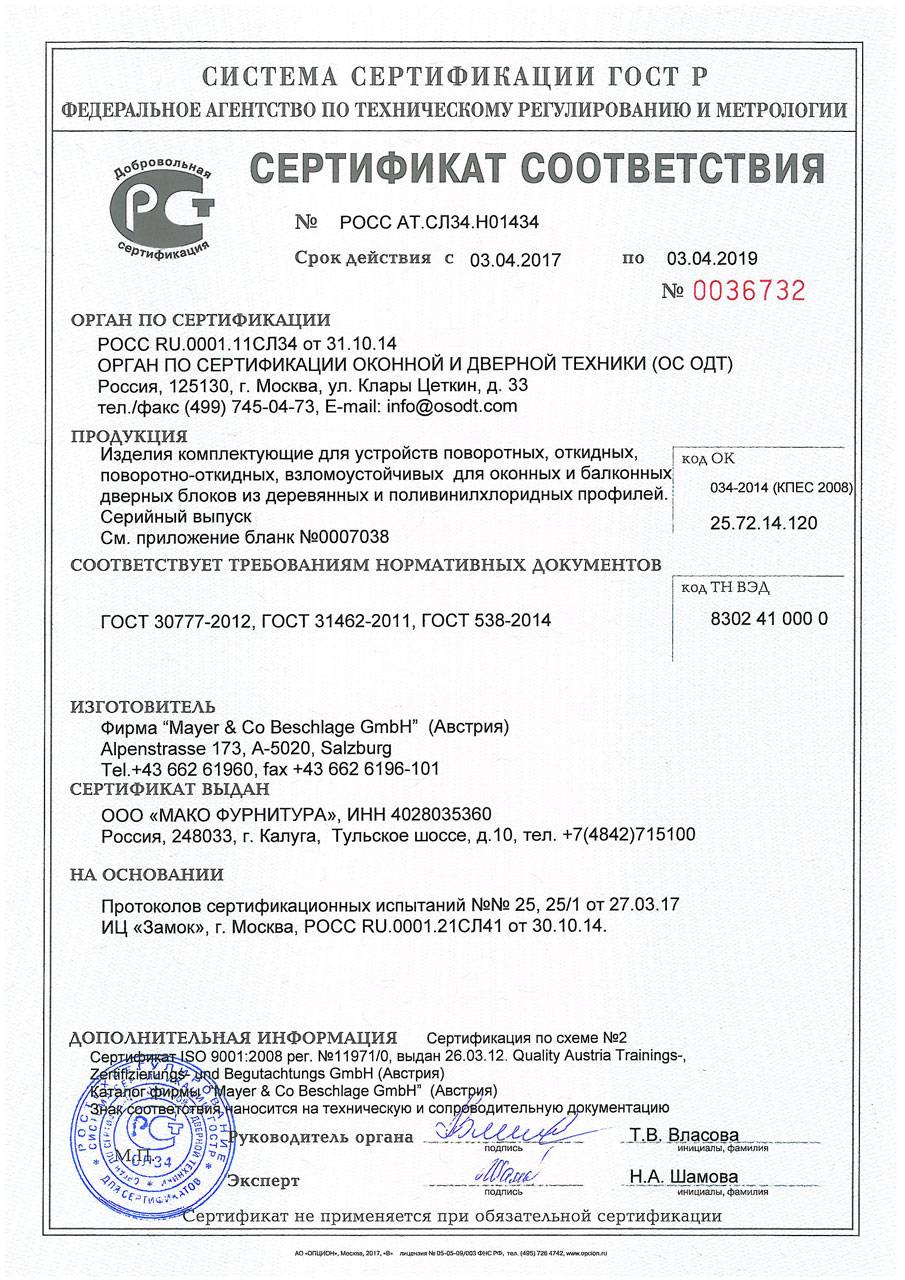 СИСТЕМА СЕРТИФИКАЦИИ ГОСТ Р
ФЕДЕРАЛЬНОЕ АГЕНТСТВО ПО ТЕХНИЧЕСКОМУ РЕГУЛИРОВАНИЮ И МЕТРОЛОГИИ
Добровольная
сертификация
СЕРТИФИКАТ СООТВЕТСТВИЯ
№ РОСС АТ.СЛ34.Н01434
Срок действия с 03.04.2017 по 03.04.2019
№ 0036732
ОРГАН ПО СЕРТИФИКАЦИИ
РОСС RU.0001.11СЛ34 от 31.10.14
ОРГАН ПО СЕРТИФИКАЦИИ ОКОННОЙ И ДВЕРНОЙ ТЕХНИКИ (ОС ОДТ)
Россия, 125130, г. Москва, ул. Клары Цеткин, д. 33
тел./факс (499) 745-04-73, E-mail: info@osodt.com
ПРОДУКЦИЯ
Изделия комплектующие для устройств поворотных, откидных,
поворотно-откидных, взломоустойчивых для оконных и балконных
дверных блоков из деревянных и поливинилхлоридных профилей.
Серийный выпуск
См. приложение бланк №0007038
код ОК
034-2014 (КПЕС 2008)
25.72.14.120
СООТВЕТСТВУЕТ ТРЕБОВАНИЯМ НОРМАТИВНЫХ ДОКУМЕНТОВ
ГОСТ 30777-2012, ГОСТ 31462-2011, ГОСТ 538-2014
код ТН ВЭД
8302 41 000 0
ИЗГОТОВИТЕЛЬ
Фирма “Mayer & Co Beschlage GmbH” (Австрия)
Alpenstrasse 173, A-5020, Salzburg
Tel.+43 662 61960, fax +43 662 6196-101
СЕРТИФИКАТ ВЫДАН
ООО «МАКО ФУРНИТУРА», ИНН 4028035360
Россия, 248033, г. Калуга, Тульское шоссе, д.10, тел. +7(4842)715100
НА ОСНОВАНИИ
Протоколов сертификационных испытаний №№ 25, 25/1 от 27.03.17
ИЦ «Замок», г. Москва, РОСС RU.0001.21СЛ41 от 30.10.14.
ДОПОЛНИТЕЛЬНАЯ ИНФОРМАЦИЯ Сертификация по схеме №2
Сертификат ISO 9001:2008 рег. №11971/0, выдан 26.03.12. Quality Austria Trainings-,
Zertifizierungs- und Begutachtungs GmbH (Австрия)
Каталог фирмы “Mayer & Co Beschlage GmbH” (Австрия)
Знак соответствия наносится на техническую и сопроводительную документацию
М.П.
СЛ34
ДЛЯ СЕРТИФИКАТОВ
Руководитель органа
Т.В. Власова
подпись
инициалы, фамилия
Эксперт
Н.А. Шамова
подпись
инициалы, фамилия
Сертификат не применяется при обязательной сертификации
АО «ОПЦИОН», Москва, 2017, «В» лицензия № 05-05-09/003 ФНС РФ, тел. (495) 726 4742, www.opcion.ru